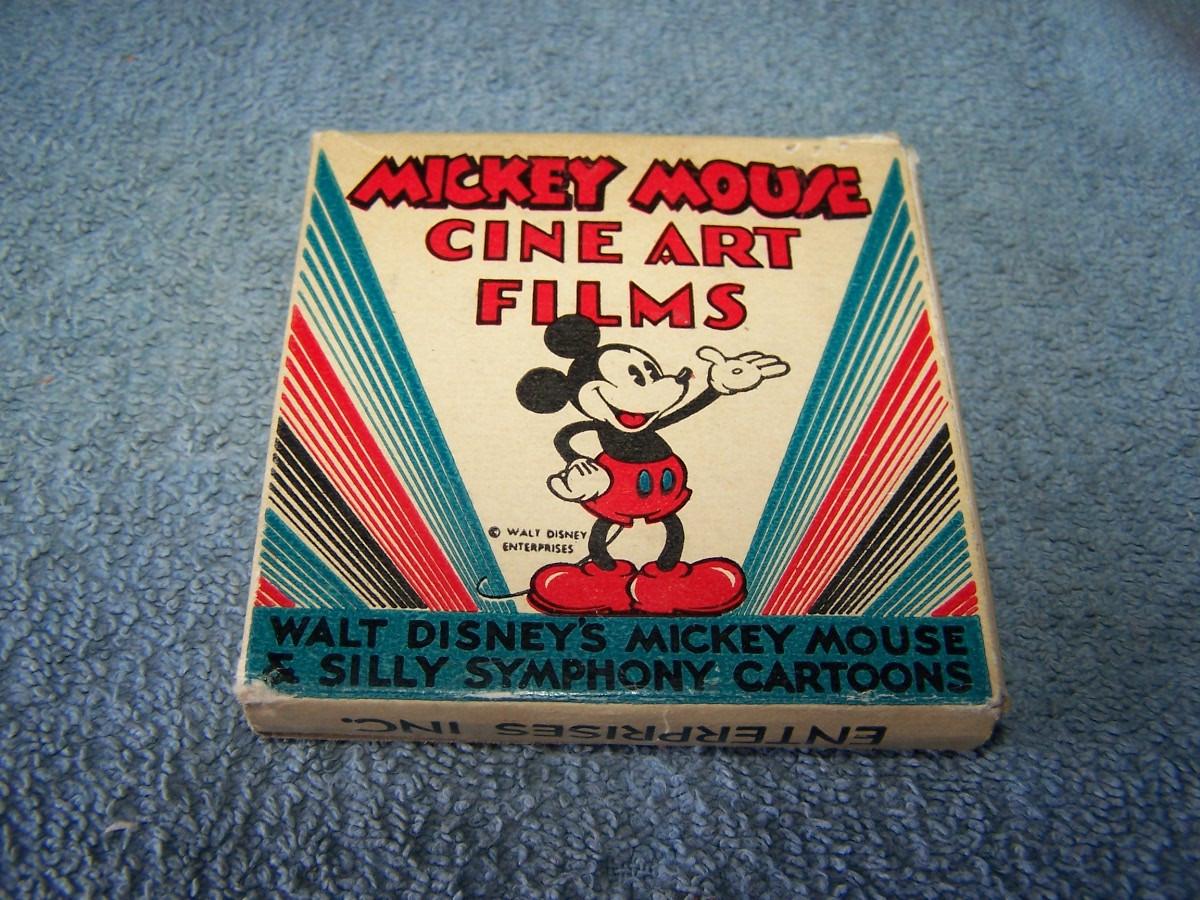 MICKEY MOUSE
CINE ART
FILMS
© WALT DISNEY
ENTERPRISES
WALT DISNEY'S MICKEY MOUSE
& SILLY SYMPHONY CARTOONS
ENTERPRISES INC.